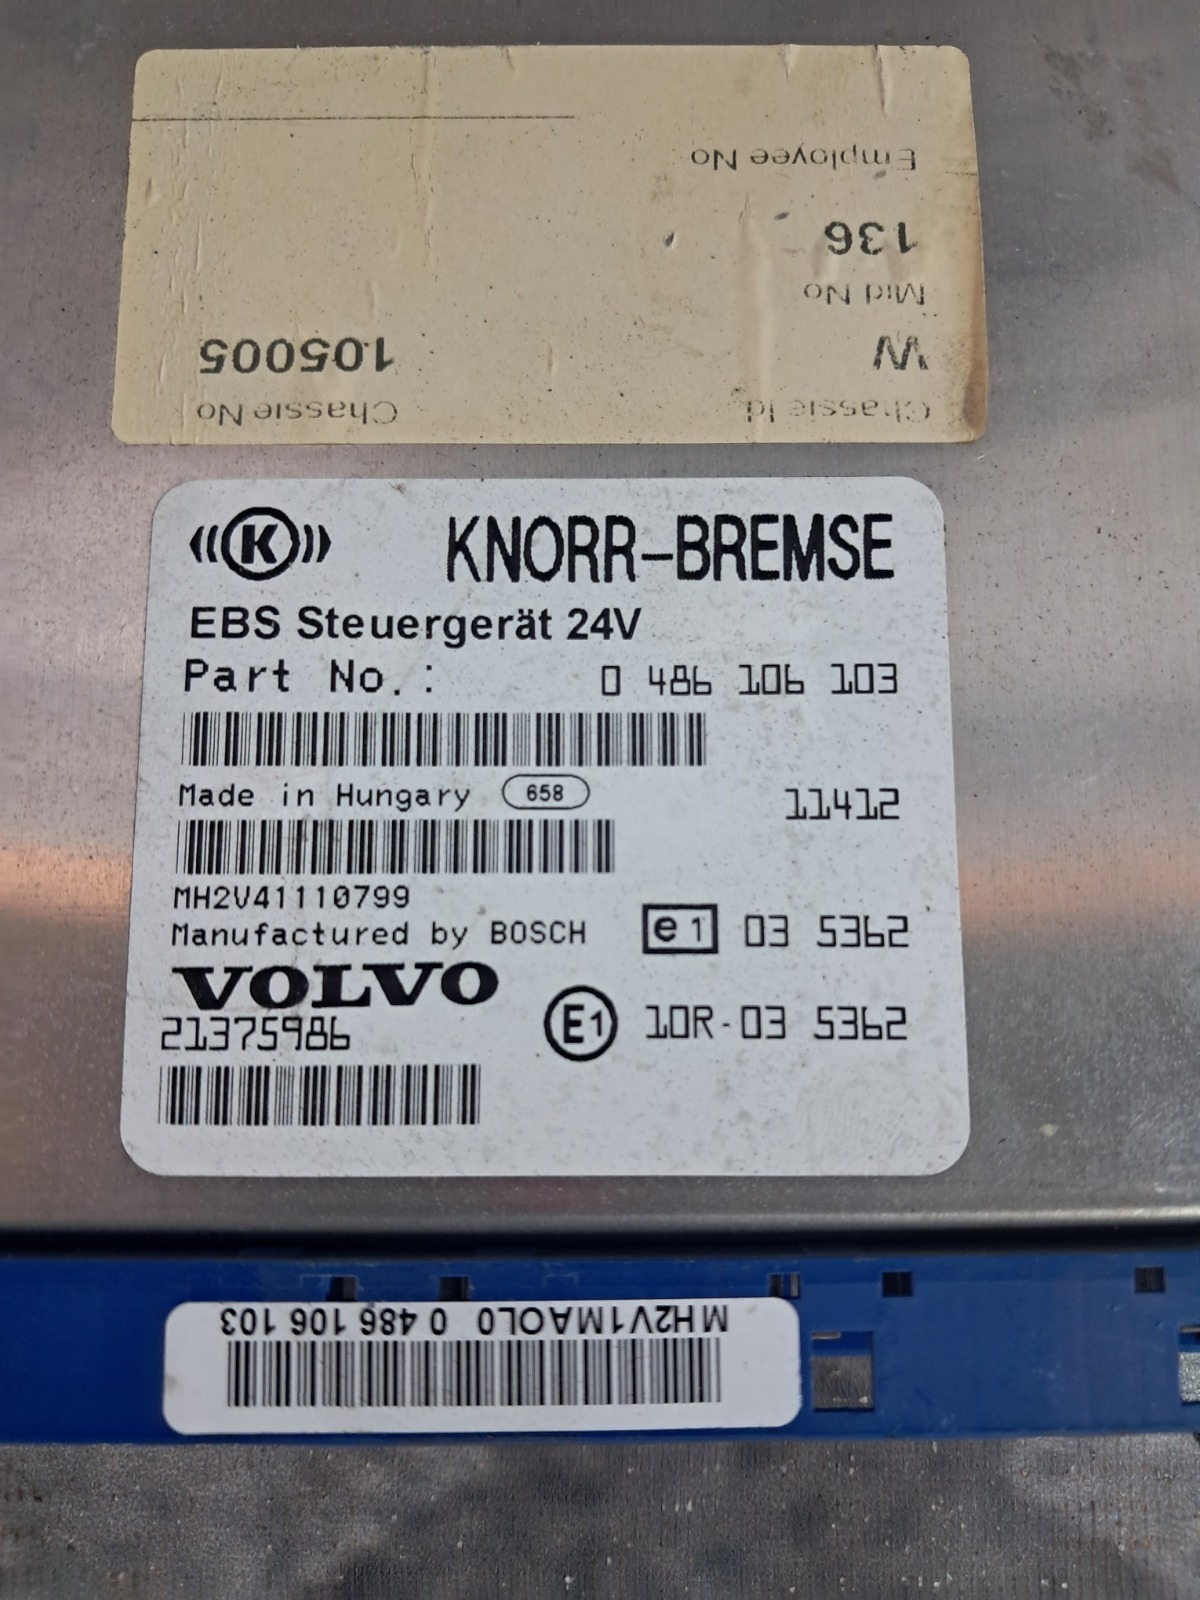 Chassie Id
Chassie No
W
105005
Mid No
136
Employee No
K
KNORR-BREMSE
EBS Steuergerät 24V
Part No.: 0 486 106 103
Made in Hungary 658 11412
MH2V41110799
Manufactured by BOSCH e1 03 5362
VOLVO
21375986 E1 10R-03 5362
MH2V1MAOL0 0 486 106 103